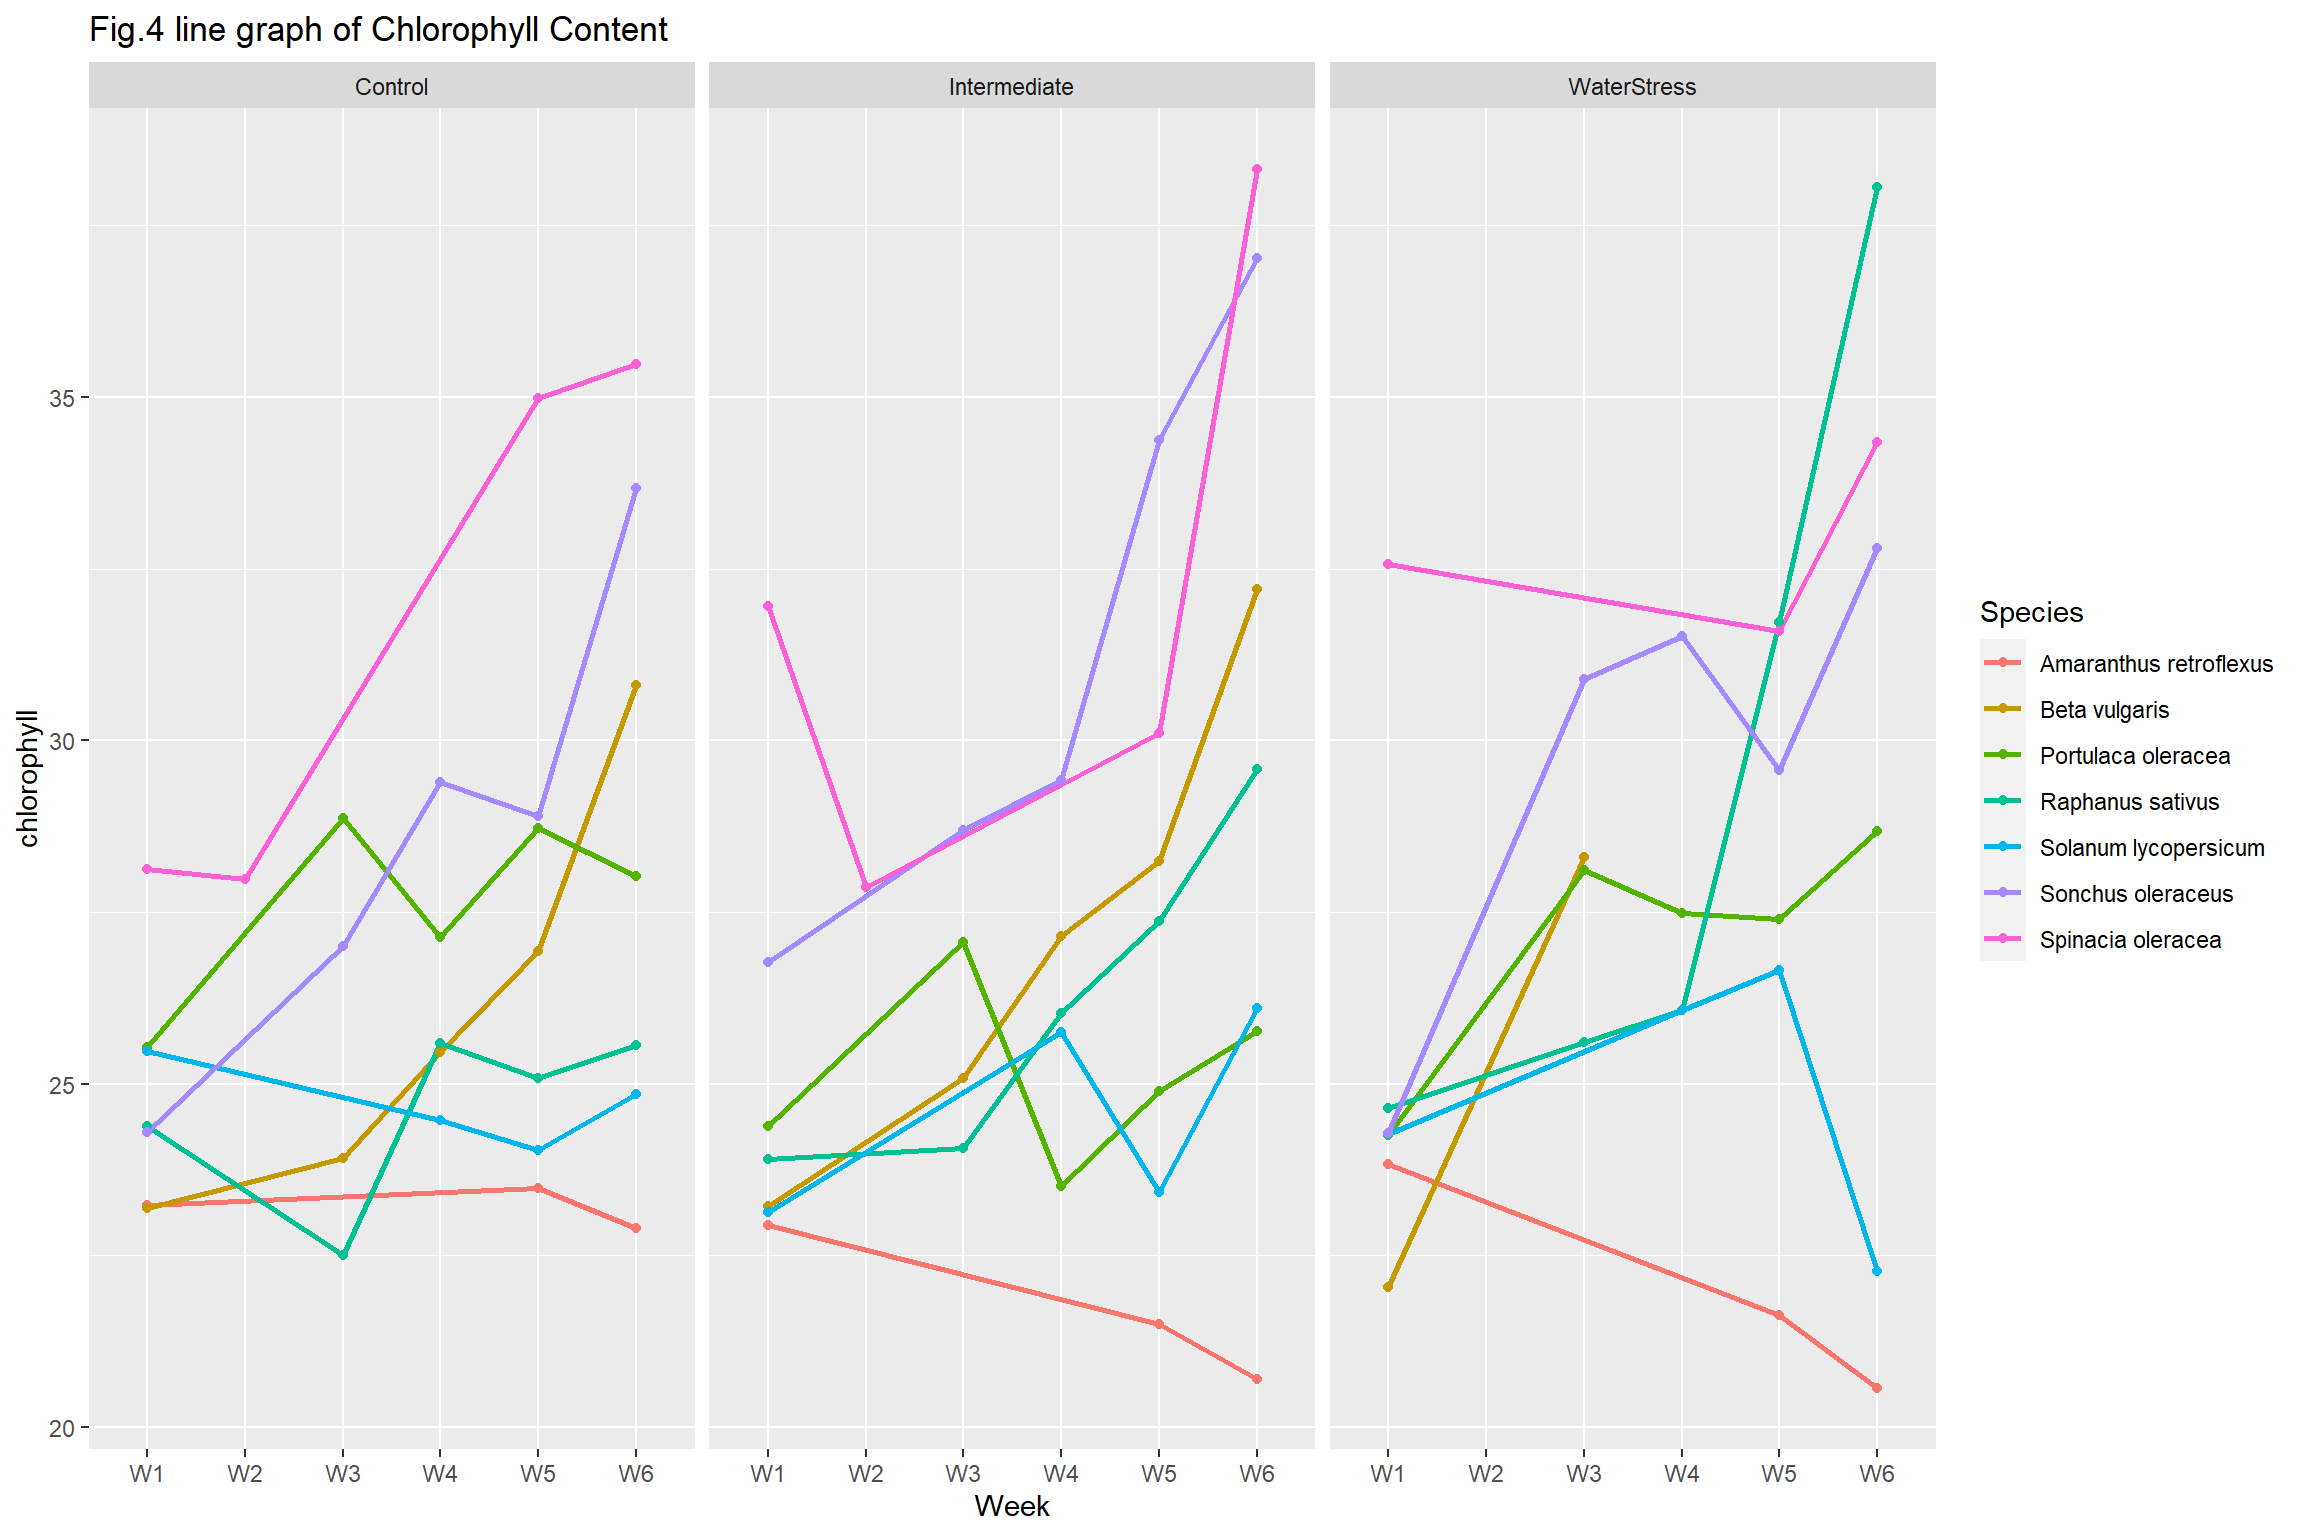 Fig.4 line graph of Chlorophyll Content
Control
Intermediate
WaterStress
chlorophyll
35
30
25
20
W1 W2 W3 W4 W5 W6
W1 W2 W3 W4 W5 W6
W1 W2 W3 W4 W5 W6
Week
Species
Amaranthus retroflexus
Beta vulgaris
Portulaca oleracea
Raphanus sativus
Solanum lycopersicum
Sonchus oleraceus
Spinacia oleracea